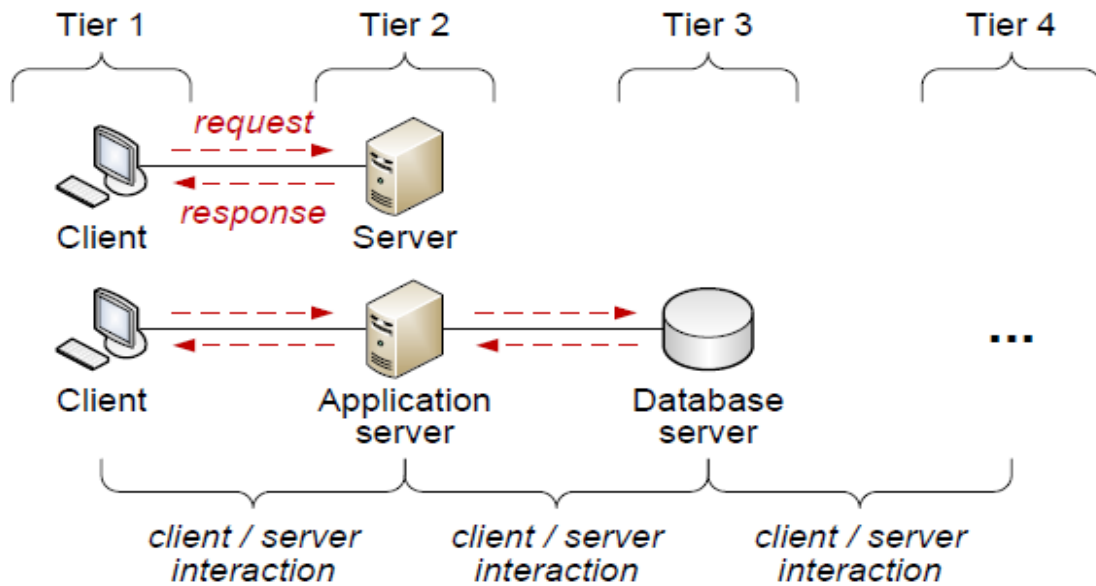 Tier 1 Tier 2 Tier 3 Tier 4
request
response
Client Server
...
Client Application server Database server
client / server interaction client / server interaction client / server interaction